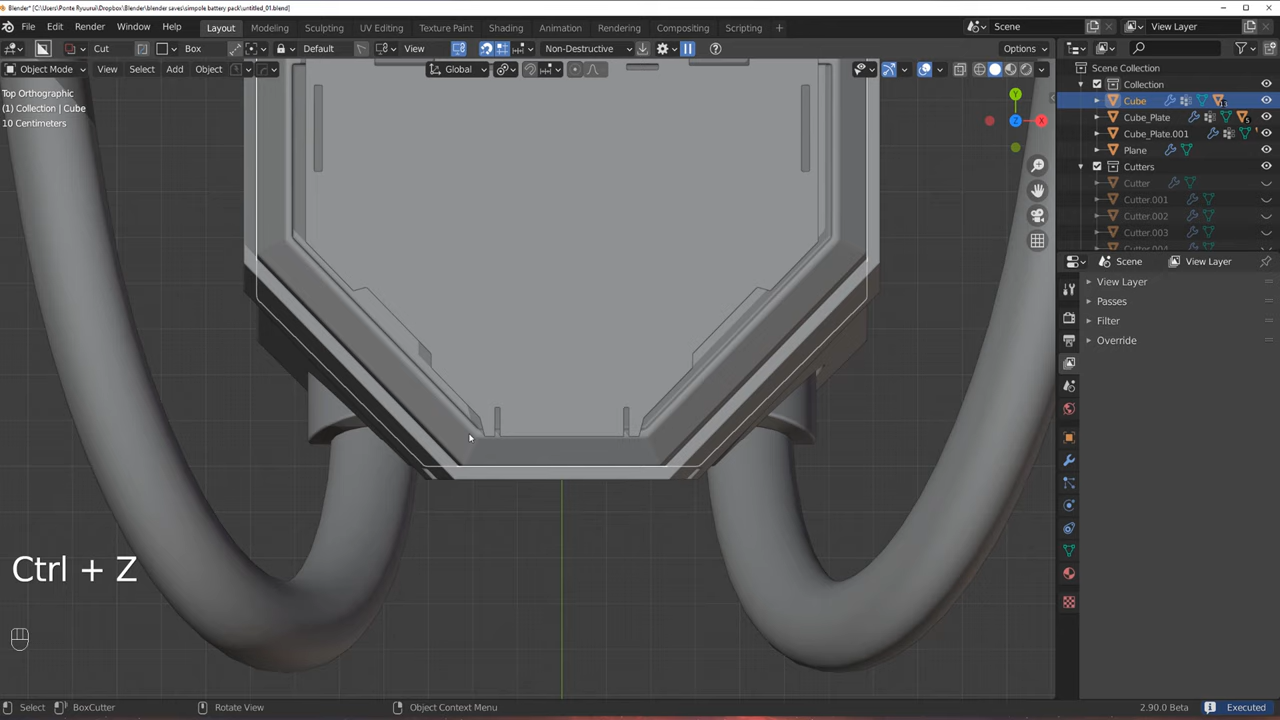 Blender* [C:\Users\Ponte Ryuurui\Dropbox\Blender\blender saves\simpole battery pack\untitled_01.blend]
File Edit Render Window Help Layout Modeling Sculpting UV Editing Texture Paint Shading Animation Rendering Compositing Scripting + Scene View Layer
Cut Box Default View Non-Destructive Options
Object Mode View Select Add Object Global
Top Orthographic
(1) Collection | Cube
10 Centimeters
Y
X
Z
Scene Collection
Collection
Cube 13
Cube_Plate 5
Cube_Plate.001
Plane
Cutters
Cutter
Cutter.001
Cutter.002
Cutter.003
Scene View Layer
View Layer
Passes
Filter
Override
Ctrl + Z
Select BoxCutter Rotate View Object Context Menu 2.90.0 Beta Executed